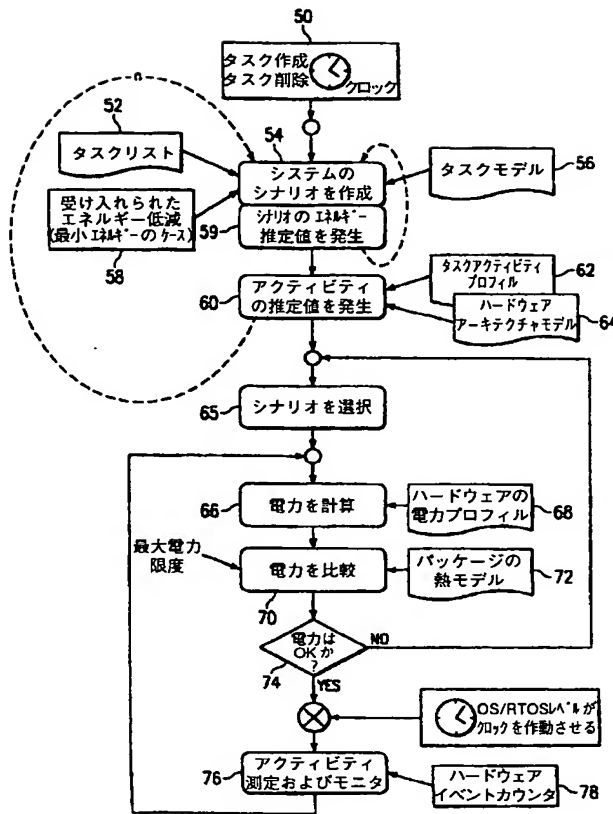 50
タスク作成
タスク削除
クロック
n
52
タスクリスト
54
システムの
シナリオを作成
タスクモデル
56
受け入れられた
エネルギー低減
(最小エネルギーのケース)
58
59
シナリオのエネルギー
推定値を発生
60
アクティビティ
の推定値を発生
タスクアクティビティ
プロフィル
62
ハードウェア
アーキテクチャモデル
64
65
シナリオを選択
66
電力を計算
ハードウェアの
電力プロフィル
68
最大電力
限度
電力を比較
70
パッケージの
熱モデル
72
電力は
OKか
?
NO
74
YES
OS/RTOSレベルが
クロックを作動させる
76
アクティビティ
測定およびモニタ
ハードウェア
イベントカウンタ
78